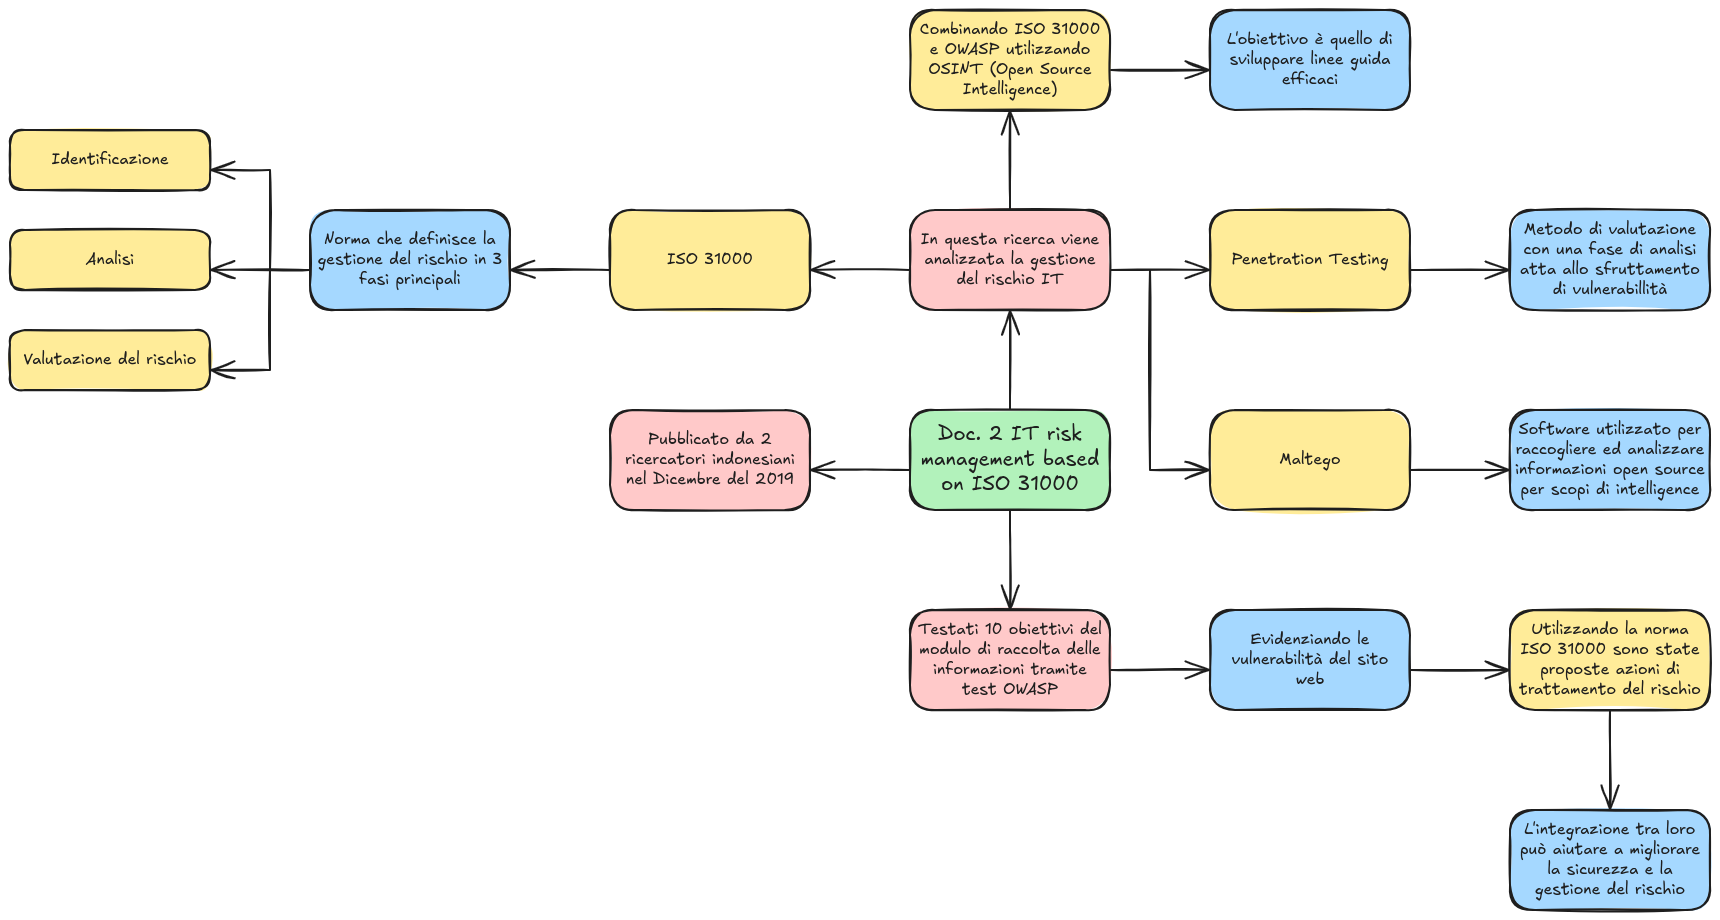 Combinando ISO 31000
e OWASP utilizzando
OSINT (Open Source
Intelligence)
L'obiettivo è quello di
sviluppare linee guida
efficaci
Identificazione
Analisi
Valutazione del rischio
Norma che definisce la
gestione del rischio in 3
fasi principali
ISO 31000
In questa ricerca viene
analizzata la gestione
del rischio IT
Penetration Testing
Metodo di valutazione
con una fase di analisi
atta allo sfruttamento
di vulnerabillità
Pubblicato da 2
ricercatori indonesiani
nel Dicembre del 2019
Doc. 2 IT risk
management based
on ISO 31000
Maltego
Software utilizzato per
raccogliere ed analizzare
informazioni open source
per scopi di intelligence
Testati 10 obiettivi del
modulo di raccolta delle
informazioni tramite
test OWASP
Evidenziando le
vulnerabilità del sito
web
Utilizzando la norma
ISO 31000 sono state
proposte azioni di
trattamento del rischio
L'integrazione tra loro
può aiutare a migliorare
la sicurezza e la
gestione del rischio